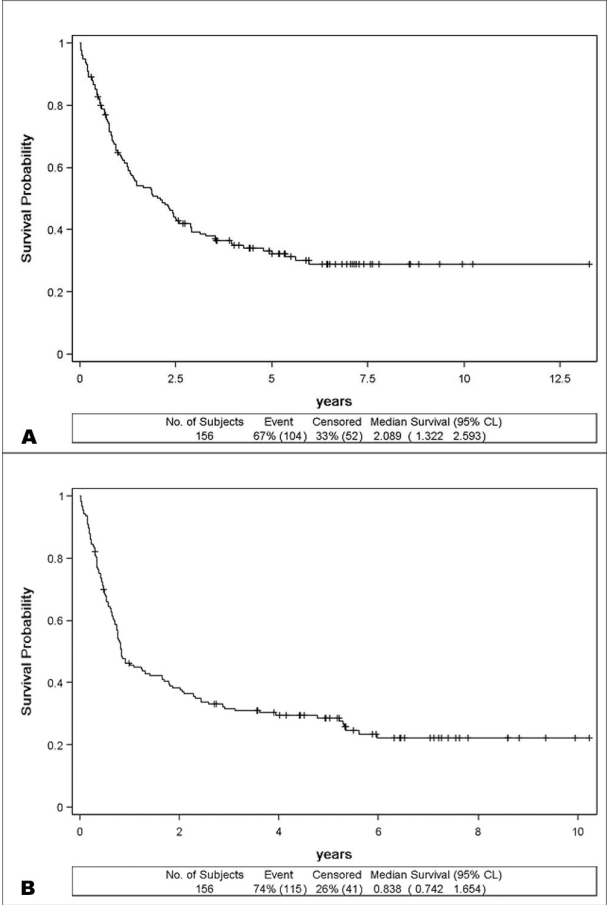 1
0.8
0.6
0.4
0.2
0
Survival Probability
0 2.5 5 7.5 10 12.5
years
A
No. of Subjects Event Censored Median Survival (95% CL)
156 67% (104) 33% (52) 2.089 ( 1.322 2.593)
1
0.8
0.6
0.4
0.2
0
Survival Probability
0 2 4 6 8 10
years
B
No. of Subjects Event Censored Median Survival (95% CL)
156 74% (115) 26% (41) 0.838 ( 0.742 1.654)